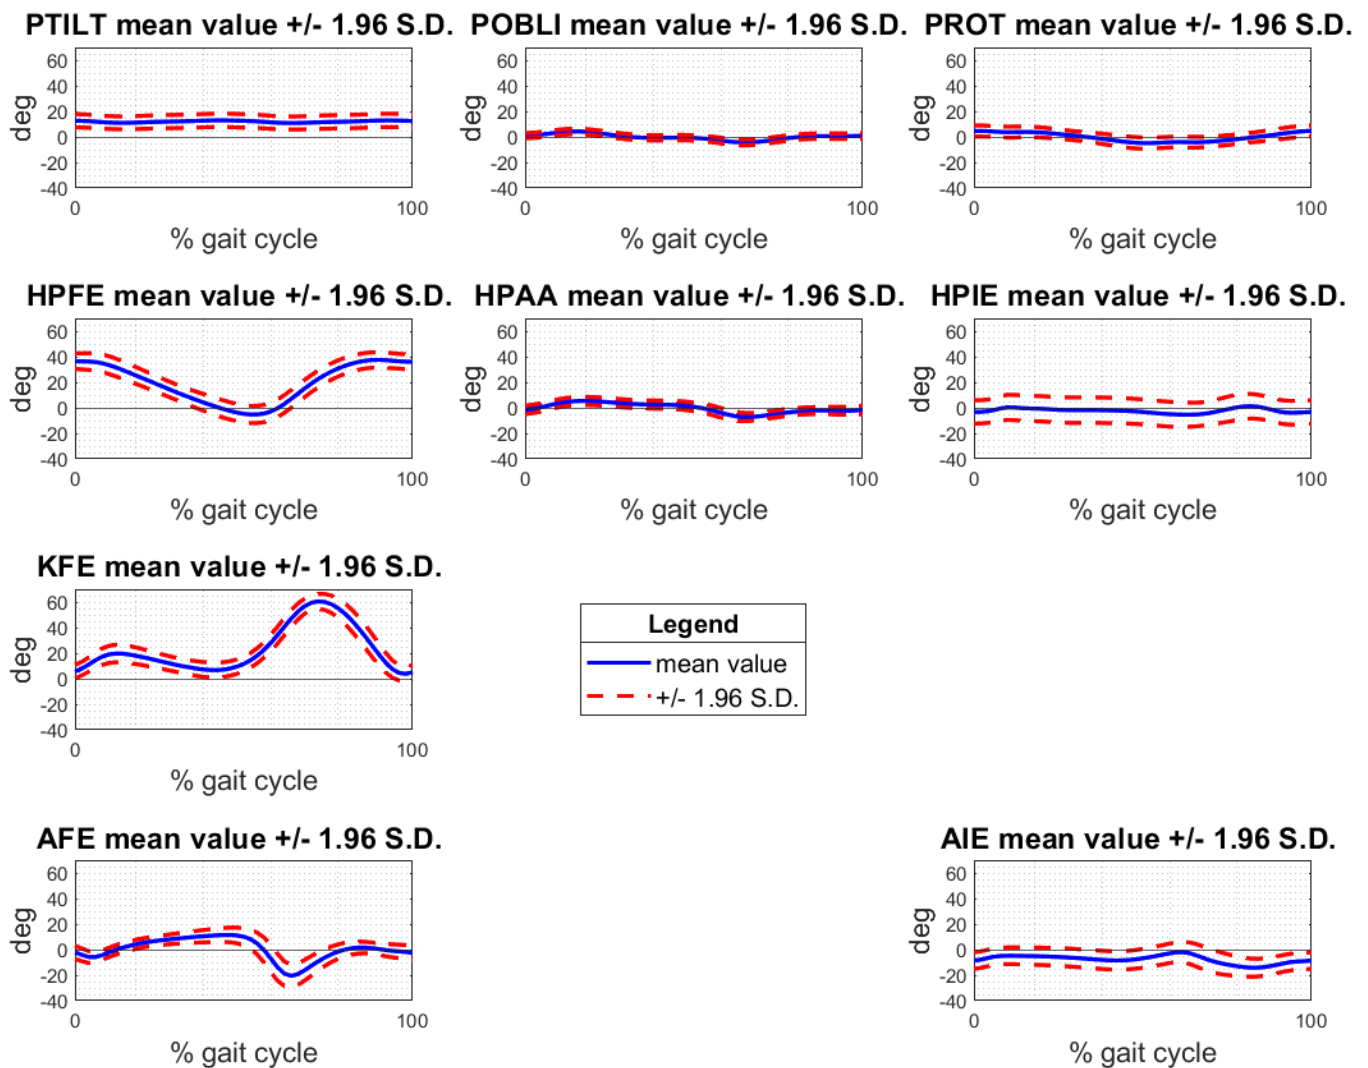 PTILT mean value +/- 1.96 S.D.
60
40
20
0
-20
-40
deg
0
100
% gait cycle
POBLI mean value +/- 1.96 S.D.
60
40
20
0
-20
-40
0
100
% gait cycle
PROT mean value +/- 1.96 S.D.
60
40
20
0
-20
-40
deg
0
100
% gait cycle
HPFE mean value +/- 1.96 S.D.
60
40
20
0
-20
-40
deg
0
100
% gait cycle
HPAA mean value +/- 1.96 S.D.
60
40
20
0
-20
-40
0
100
% gait cycle
HPIE mean value +/- 1.96 S.D.
60
40
20
0
-20
-40
deg
0
100
% gait cycle
KFE mean value +/- 1.96 S.D.
60
40
20
0
-20
-40
deg
0
100
% gait cycle
Legend
mean value
+/- 1.96 S.D.
AFE mean value +/- 1.96 S.D.
60
40
20
0
-20
-40
deg
0
100
% gait cycle
AIE mean value +/- 1.96 S.D.
60
40
20
0
-20
-40
deg
0
100
% gait cycle